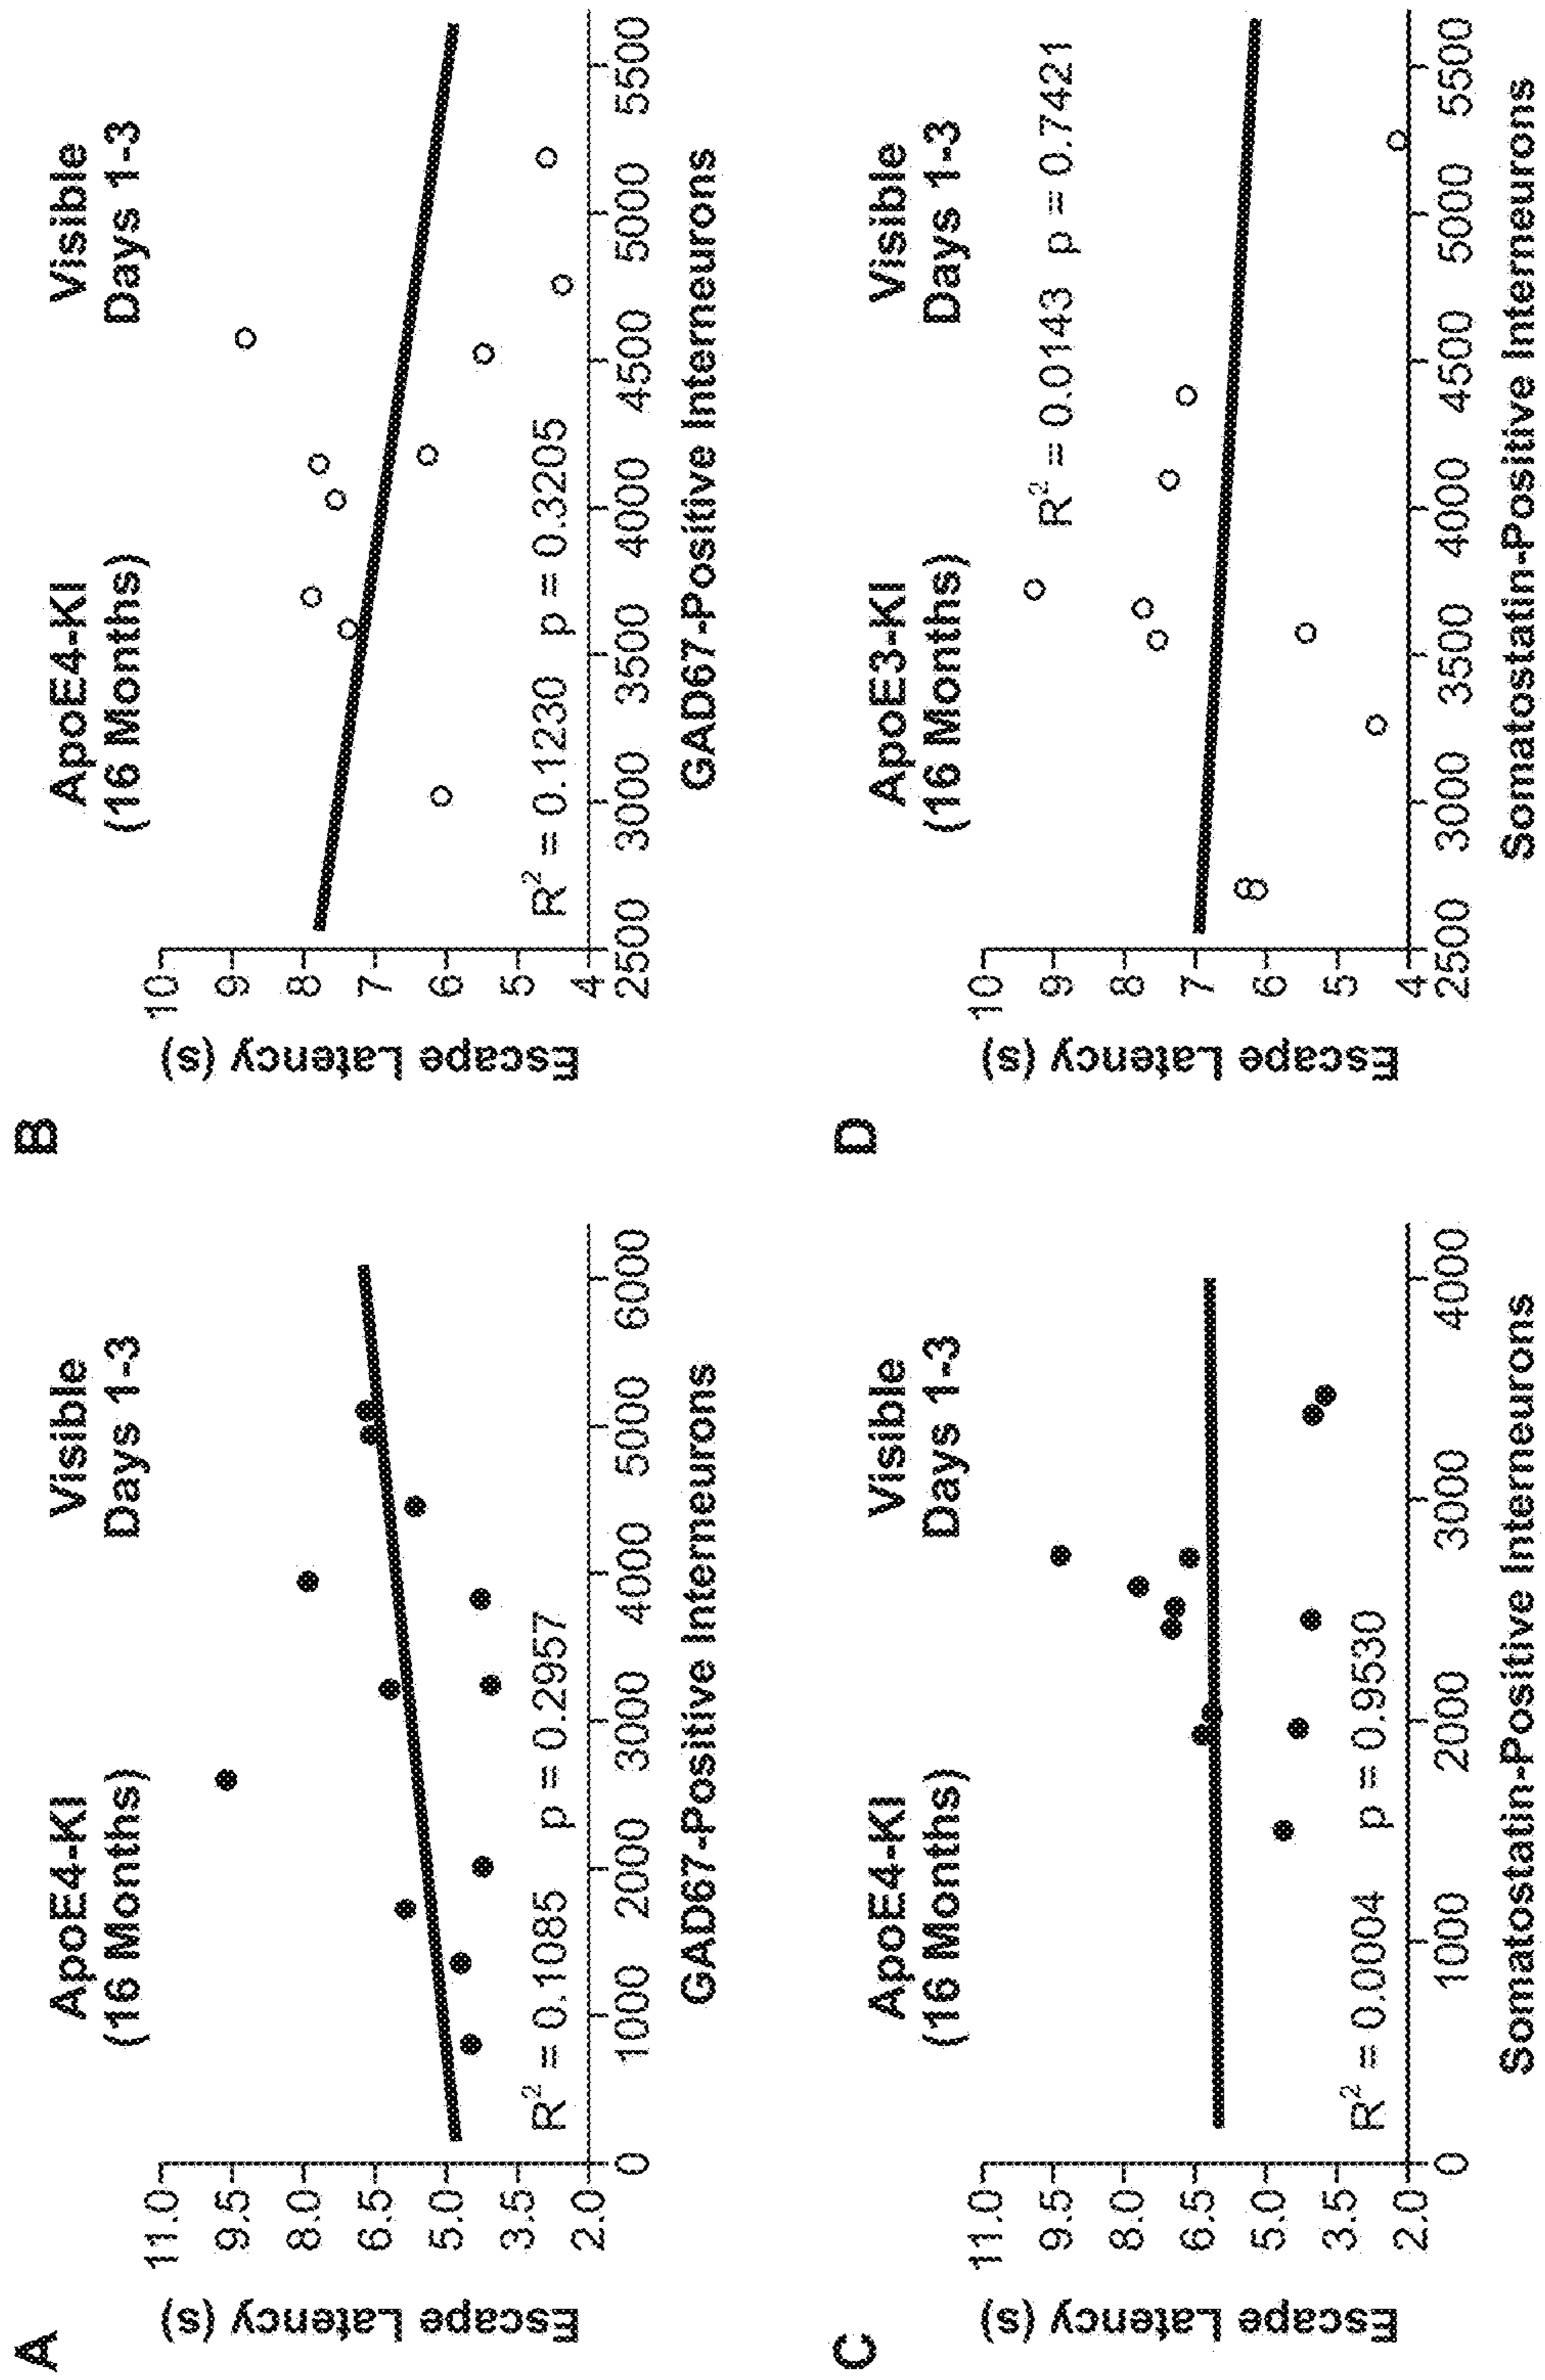 A
ApoE4-KI
(16 Months)
Visible
Days 1-3
Escape Latency (s)
11.0
9.5
8.0
6.5
5.0
3.5
2.0
R² = 0.1085 p = 0.2957
0 1000 2000 3000 4000 5000 6000
GAD67-Positive Interneurons
B
ApoE4-KI
(16 Months)
Visible
Days 1-3
Escape Latency (s)
10
9
8
7
6
5
4
R² = 0.1230 p = 0.3205
2500 3000 3500 4000 4500 5000 5500
GAD67-Positive Interneurons
C
ApoE4-KI
(16 Months)
Visible
Days 1-3
Escape Latency (s)
11.0
9.5
8.0
6.5
5.0
3.5
2.0
R² = 0.0004 p = 0.9530
0 1000 2000 3000 4000
Somatostatin-Positive Interneurons
D
ApoE3-KI
(16 Months)
Visible
Days 1-3
R² = 0.0143 p = 0.7421
Escape Latency (s)
10
9
8
7
6
5
4
2500 3000 3500 4000 4500 5000 5500
Somatostatin-Positive Interneurons